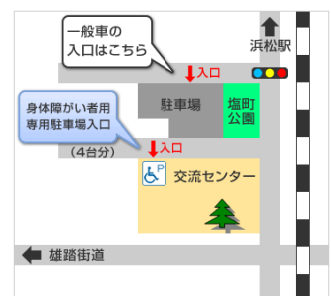 一般車の
入口はこちら
浜松駅
入口
駐車場
塩町
公園
身体障がい者用
専用駐車場入口
(4台分)
入口
P
交流センター
雄踏街道